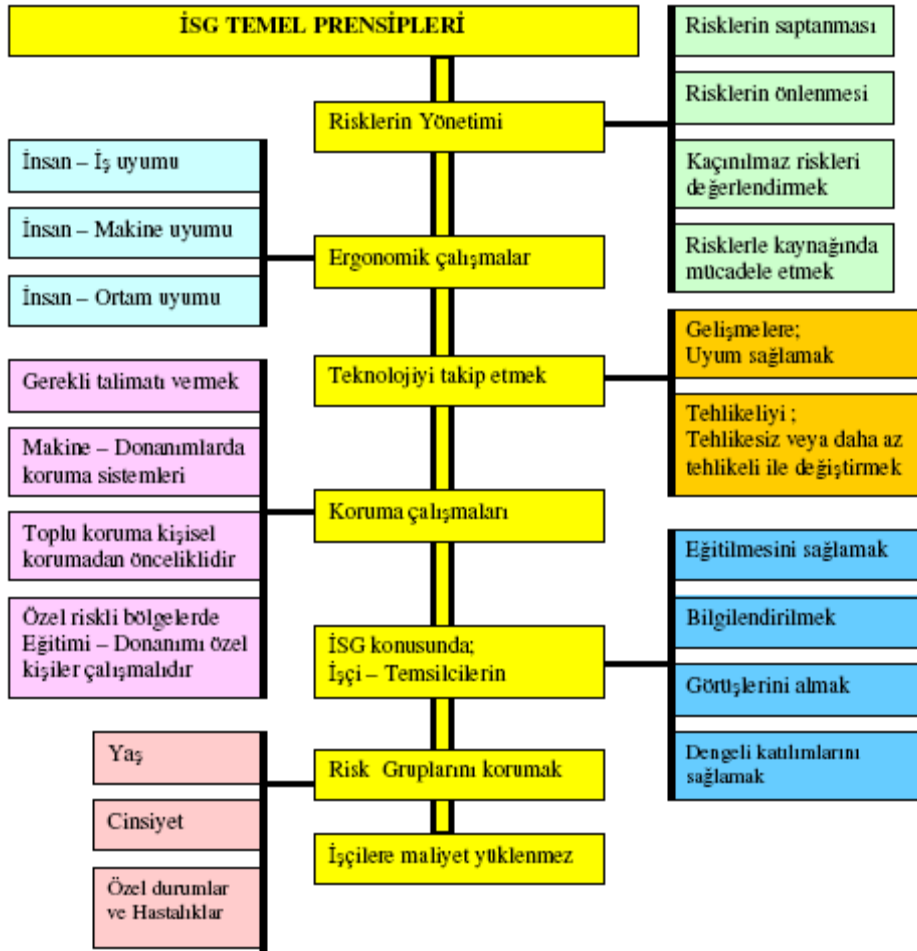 İSG TEMEL PRENSİPLERİ
Risklerin Yönetimi
Risklerin saptanması
Risklerin önlenmesi
Kaçınılmaz riskleri
değerlendirmek
Risklerle kaynağında
mücadele etmek
Ergonomik çalışmalar
İnsan – İş uyumu
İnsan – Makine uyumu
İnsan – Ortam uyumu
Teknolojiyi takip etmek
Gelişmelere;
Uyum sağlamak
Tehlikeliyi ;
Tehlikesiz veya daha az
tehlikeli ile değiştirmek
Koruma çalışmaları
Gerekli talimatı vermek
Makine – Donanımlarda
koruma sistemleri
Toplu koruma kişisel
korumadan önceliklidir
Özel riskli bölgelerde
Eğitimi – Donanımı özel
kişiler çalışmalıdır
İSG konusunda;
İşçi – Temsilcilerin
Eğitilmesini sağlamak
Bilgilendirilmek
Görüşlerini almak
Dengeli katılımlarını
sağlamak
Risk Gruplarını korumak
Yaş
Cinsiyet
Özel durumlar
ve Hastalıklar
İşçilere maliyet yüklenmez